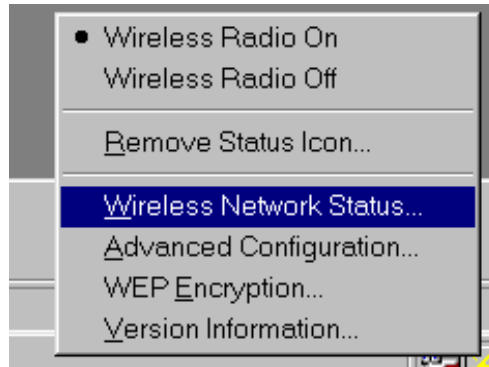 Wireless Radio On
Wireless Radio Off
Remove Status Icon...
Wireless Network Status...
Advanced Configuration...
WEP Encryption...
Version Information...